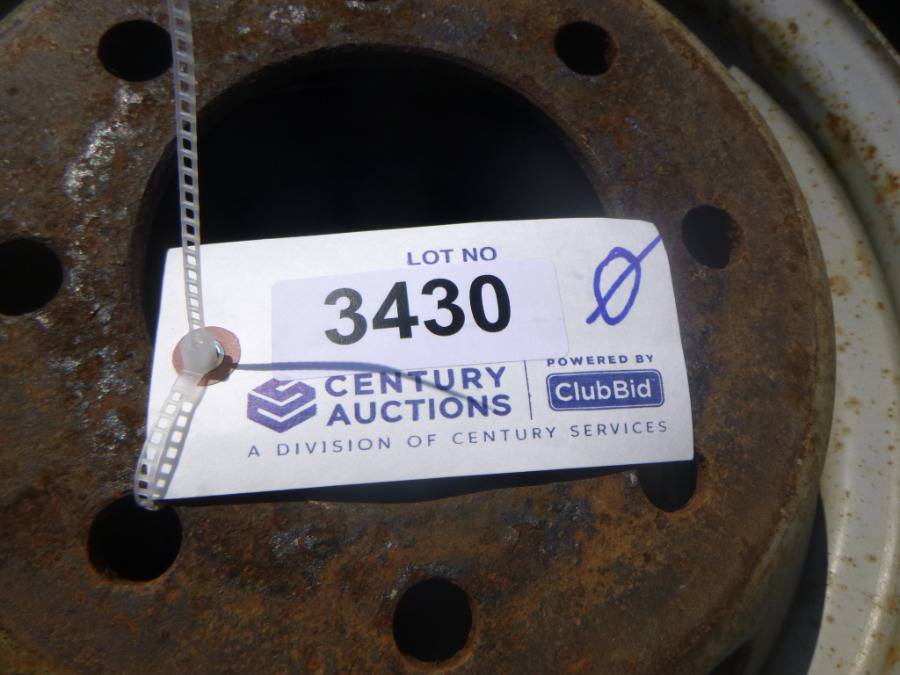 LOT NO
3430
Ø
CENTURY
AUCTIONS
POWERED BY
ClubBid
A DIVISION OF CENTURY SERVICES